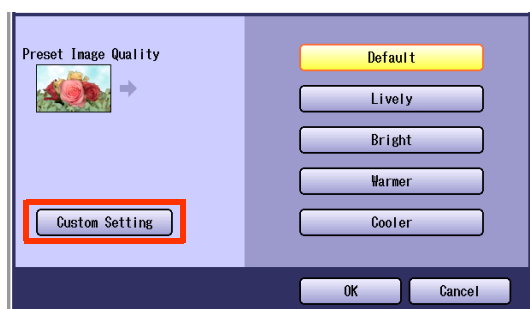 Preset Image Quality
Default
Lively
Bright
Warmer
Custom Setting
Cooler
OK
Cancel